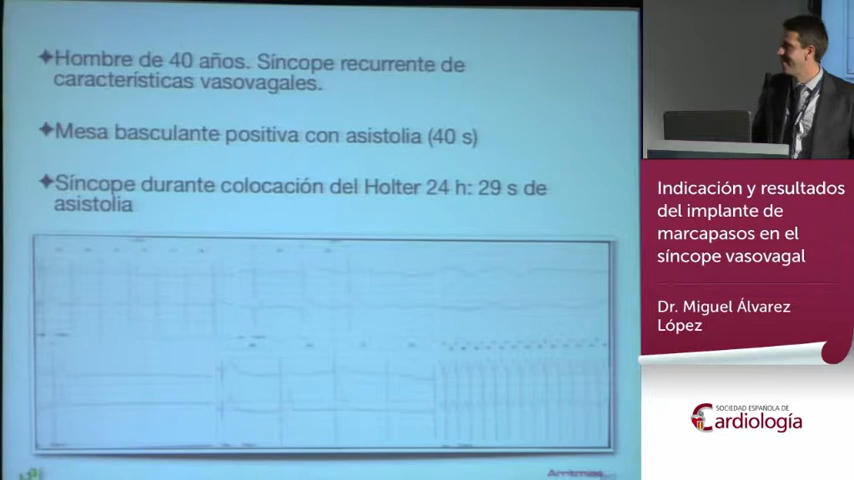 ✦Hombre de 40 años. Síncope recurrente de
características vasovagales.
✦Mesa basculante positiva con asistolia (40 s)
✦Síncope durante colocación del Holter 24 h: 29 s de
asistolia
Arritmias
Indicación y resultados
del implante de
marcapasos en el
síncope vasovagal
Dr. Miguel Álvarez
López
SOCIEDAD ESPAÑOLA DE
Cardiología